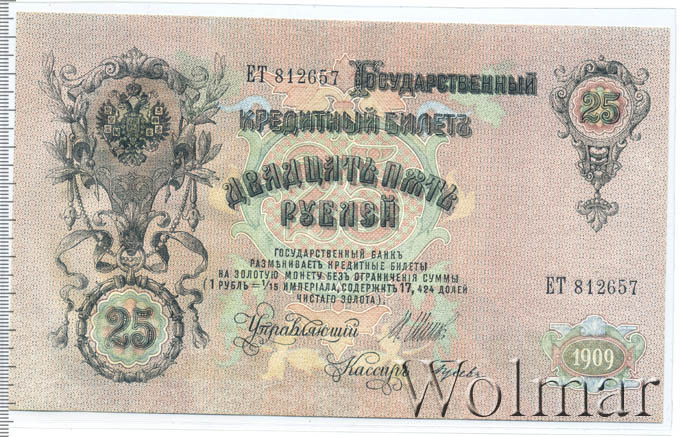 ЕТ 812657 Государственный
25
Кредитный Билетъ
Двадцать пять
Рублей
ГОСУДАРСТВЕННЫЙ БАНКЪ
РАЗМѢНИВАЕТЪ КРЕДИТНЫЕ БИЛЕТЫ
НА ЗОЛОТУЮ МОНЕТУ БЕЗЪ ОГРАНИЧЕНІЯ СУММЫ
(1 РУБЛЬ = 1/15 ИМПЕРІАЛА, СОДЕРЖИТЪ 17, 424 ДОЛЕЙ
ЧИСТАГО ЗОЛОТА).
ЕТ 812657
25
Управляющій И. Шипов
1909
Кассиръ
Wolmar